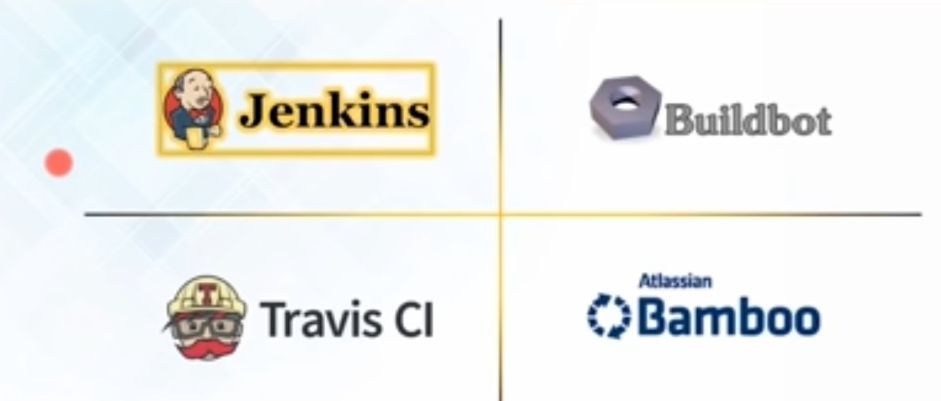 Jenkins
Buildbot
T
Travis CI
Atlassian
Bamboo